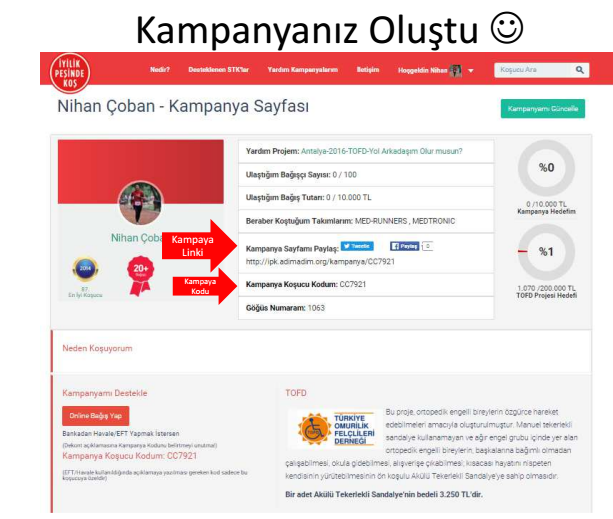 Kampanyanız Oluştu ☺
İYİLİK
PEŞİNDE
KOŞ
Nedir? Desteklenen STK'lar Yardım Kampanyalarım İletişim Hoşgeldin Nihan Koşucu Ara
Nihan Çoban - Kampanya Sayfası
Kampanyamı Güncelle
Yardım Projem: Antalya-2016-TOFD-Yol Arkadaşım Olur musun?
Ulaştığım Bağışçı Sayısı: 0 / 100
Ulaştığım Bağış Tutarı: 0 / 10.000 TL
Beraber Koştuğum Takımlarım: MED-RUNNERS , MEDTRONIC
Kampanya Sayfamı Paylaş: Tweetle Paylaş 0
http://ipk.adimadim.org/kampanya/CC7921
Kampanya Koşucu Kodum: CC7921
Göğüs Numaram: 1063
Nihan Çoban
Kampaya
Linki
Kampaya
Kodu
2014
87.
En İyi Koşucu
20+
%0
0 /10.000 TL
Kampanya Hedefim
%1
1.070 /200.000 TL
TOFD Projesi Hedefi
Neden Koşuyorum
Kampanyamı Destekle
Online Bağış Yap
Bankadan Havale/EFT Yapmak İstersen
(Dekont açıklamasına Kampanya Kodunu belirtmeyi unutma!)
Kampanya Koşucu Kodum: CC7921
(EFT/Havale kullanıldığında açıklamaya yazılması gereken kod sadece bu
koşucuya özeldir)
TOFD
TOFD
TÜRKİYE
OMURİLİK
FELÇLİLERİ
DERNEĞİ
Bu proje, ortopedik engelli bireylerin özgürce hareket
edebilmeleri amacıyla oluşturulmuştur. Manuel tekerlekli
sandalye kullanamayan ve ağır engel grubu içinde yer alan
ortopedik engelli bireylerin, başkalarına bağımlı olmadan
çalışabilmesi, okula gidebilmesi, alışverişe çıkabilmesi; kısacası hayatını nispeten
kendisinin yürütebilmesinin ön koşulu Akülü Tekerlekli Sandalye'ye sahip olmasıdır.
Bir adet Akülü Tekerlekli Sandalye'nin bedeli 3.250 TL'dir.